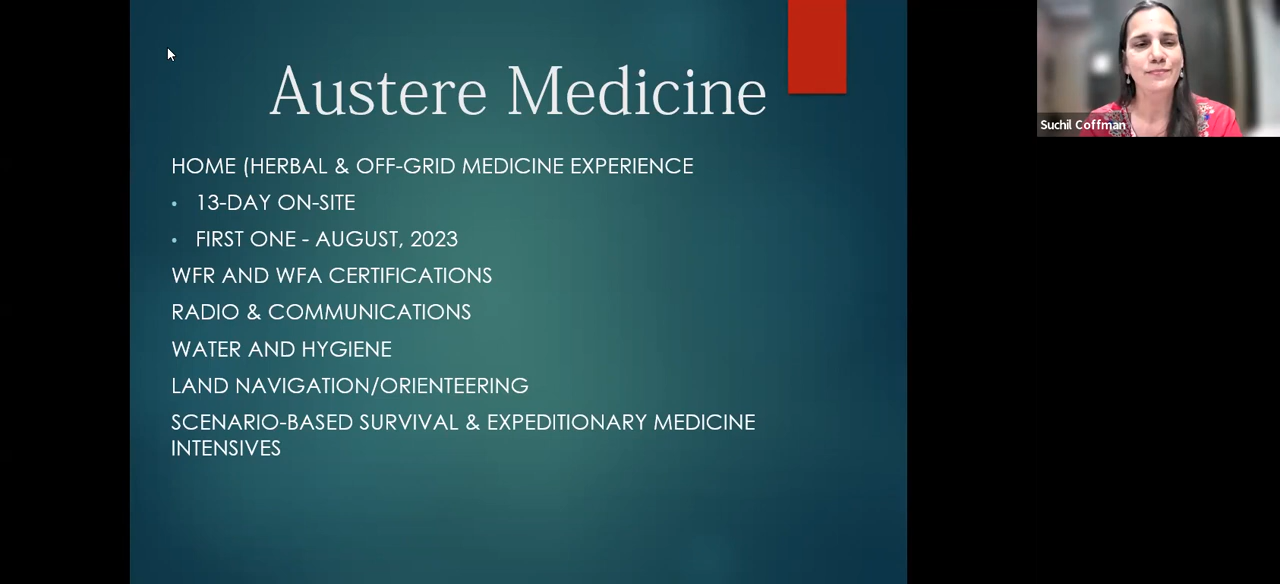 Austere Medicine
HOME (HERBAL & OFF-GRID MEDICINE EXPERIENCE
• 13-DAY ON-SITE
• FIRST ONE - AUGUST, 2023
WFR AND WFA CERTIFICATIONS
RADIO & COMMUNICATIONS
WATER AND HYGIENE
LAND NAVIGATION/ORIENTEERING
SCENARIO-BASED SURVIVAL & EXPEDITIONARY MEDICINE
INTENSIVES
Suchil Coffman